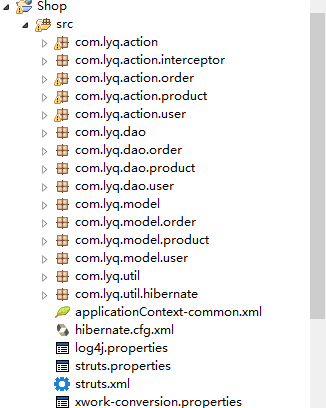 Shop
src
com.lyq.action
com.lyq.action.interceptor
com.lyq.action.order
com.lyq.action.product
com.lyq.action.user
com.lyq.dao
com.lyq.dao.order
com.lyq.dao.product
com.lyq.dao.user
com.lyq.model
com.lyq.model.order
com.lyq.model.product
com.lyq.model.user
com.lyq.util
com.lyq.util.hibernate
applicationContext-common.xml
hibernate.cfg.xml
log4j.properties
struts.properties
struts.xml
xwork-conversion.properties